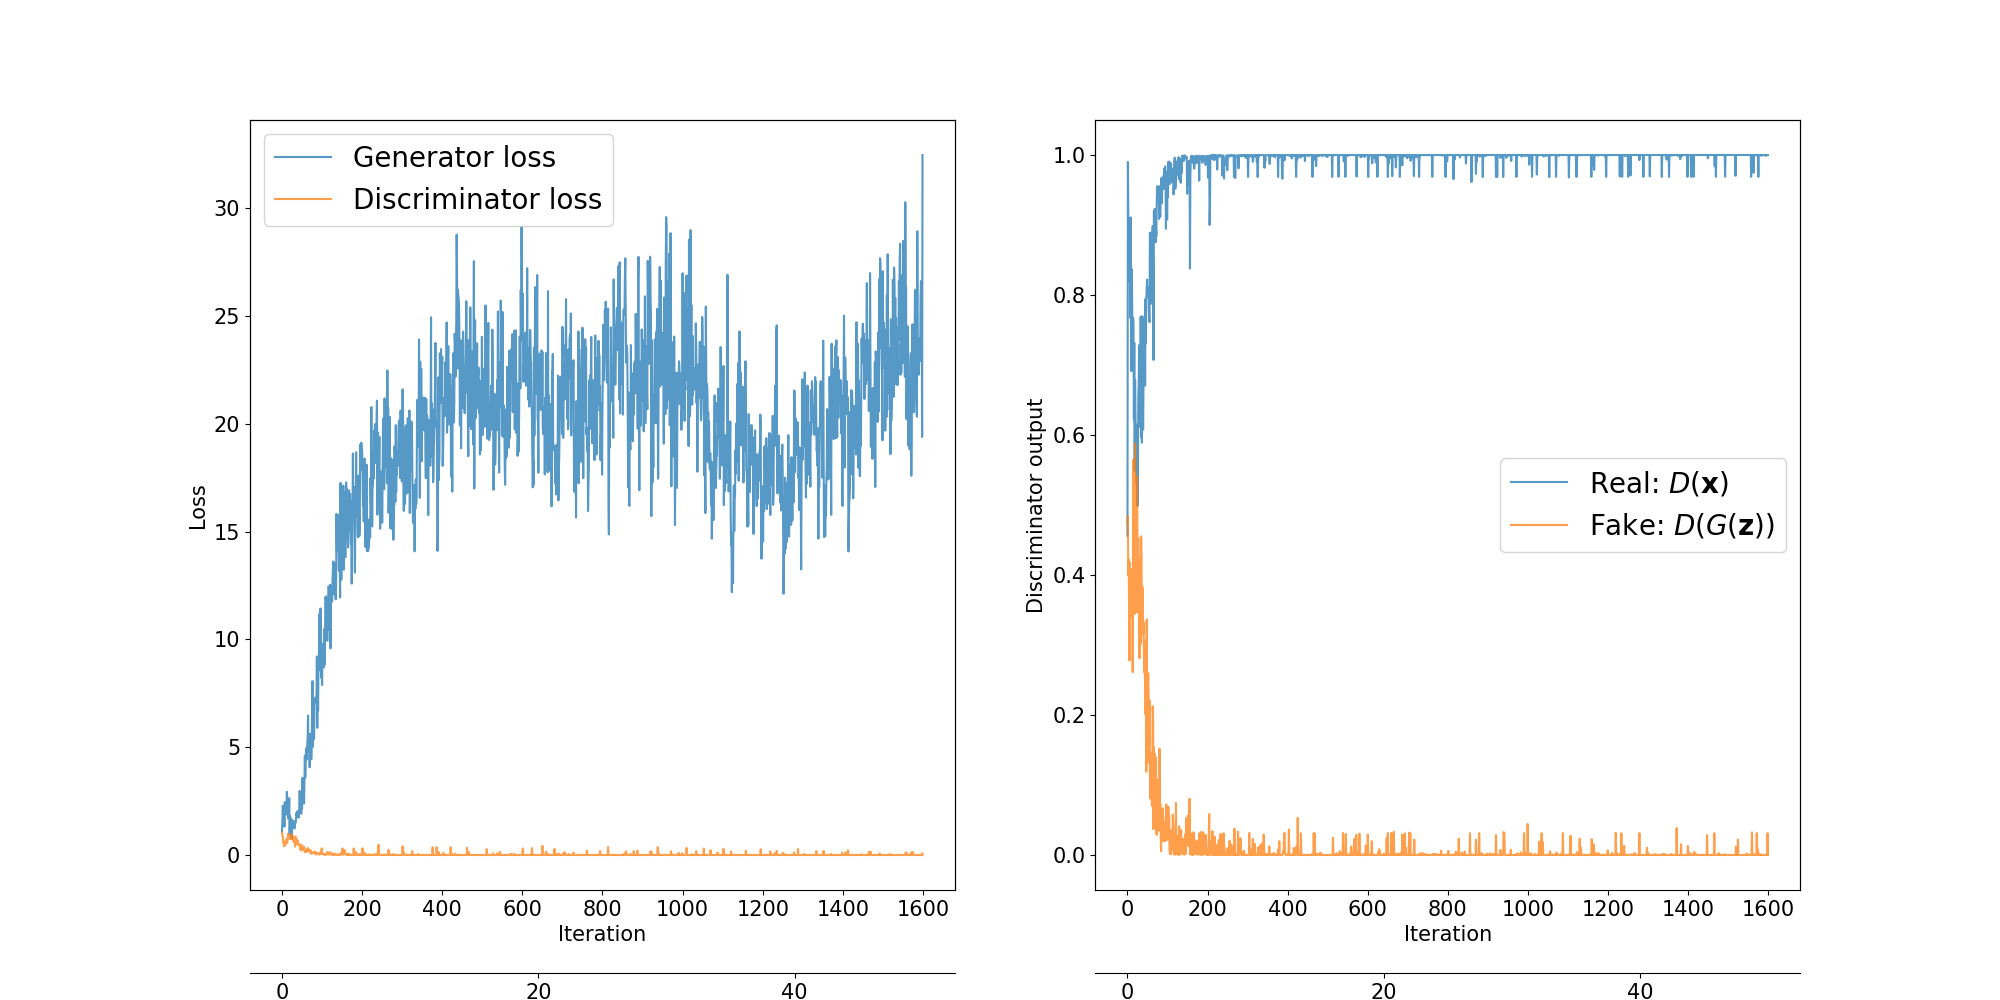 Generator loss
Discriminator loss
30
25
20
15
10
5
0
Loss
0 200 400 600 800 1000 1200 1400 1600
Iteration
0 20 40
1.0
0.8
0.6
0.4
0.2
0.0
Discriminator output
Real: D(x)
Fake: D(G(z))
0 200 400 600 800 1000 1200 1400 1600
Iteration
0 20 40